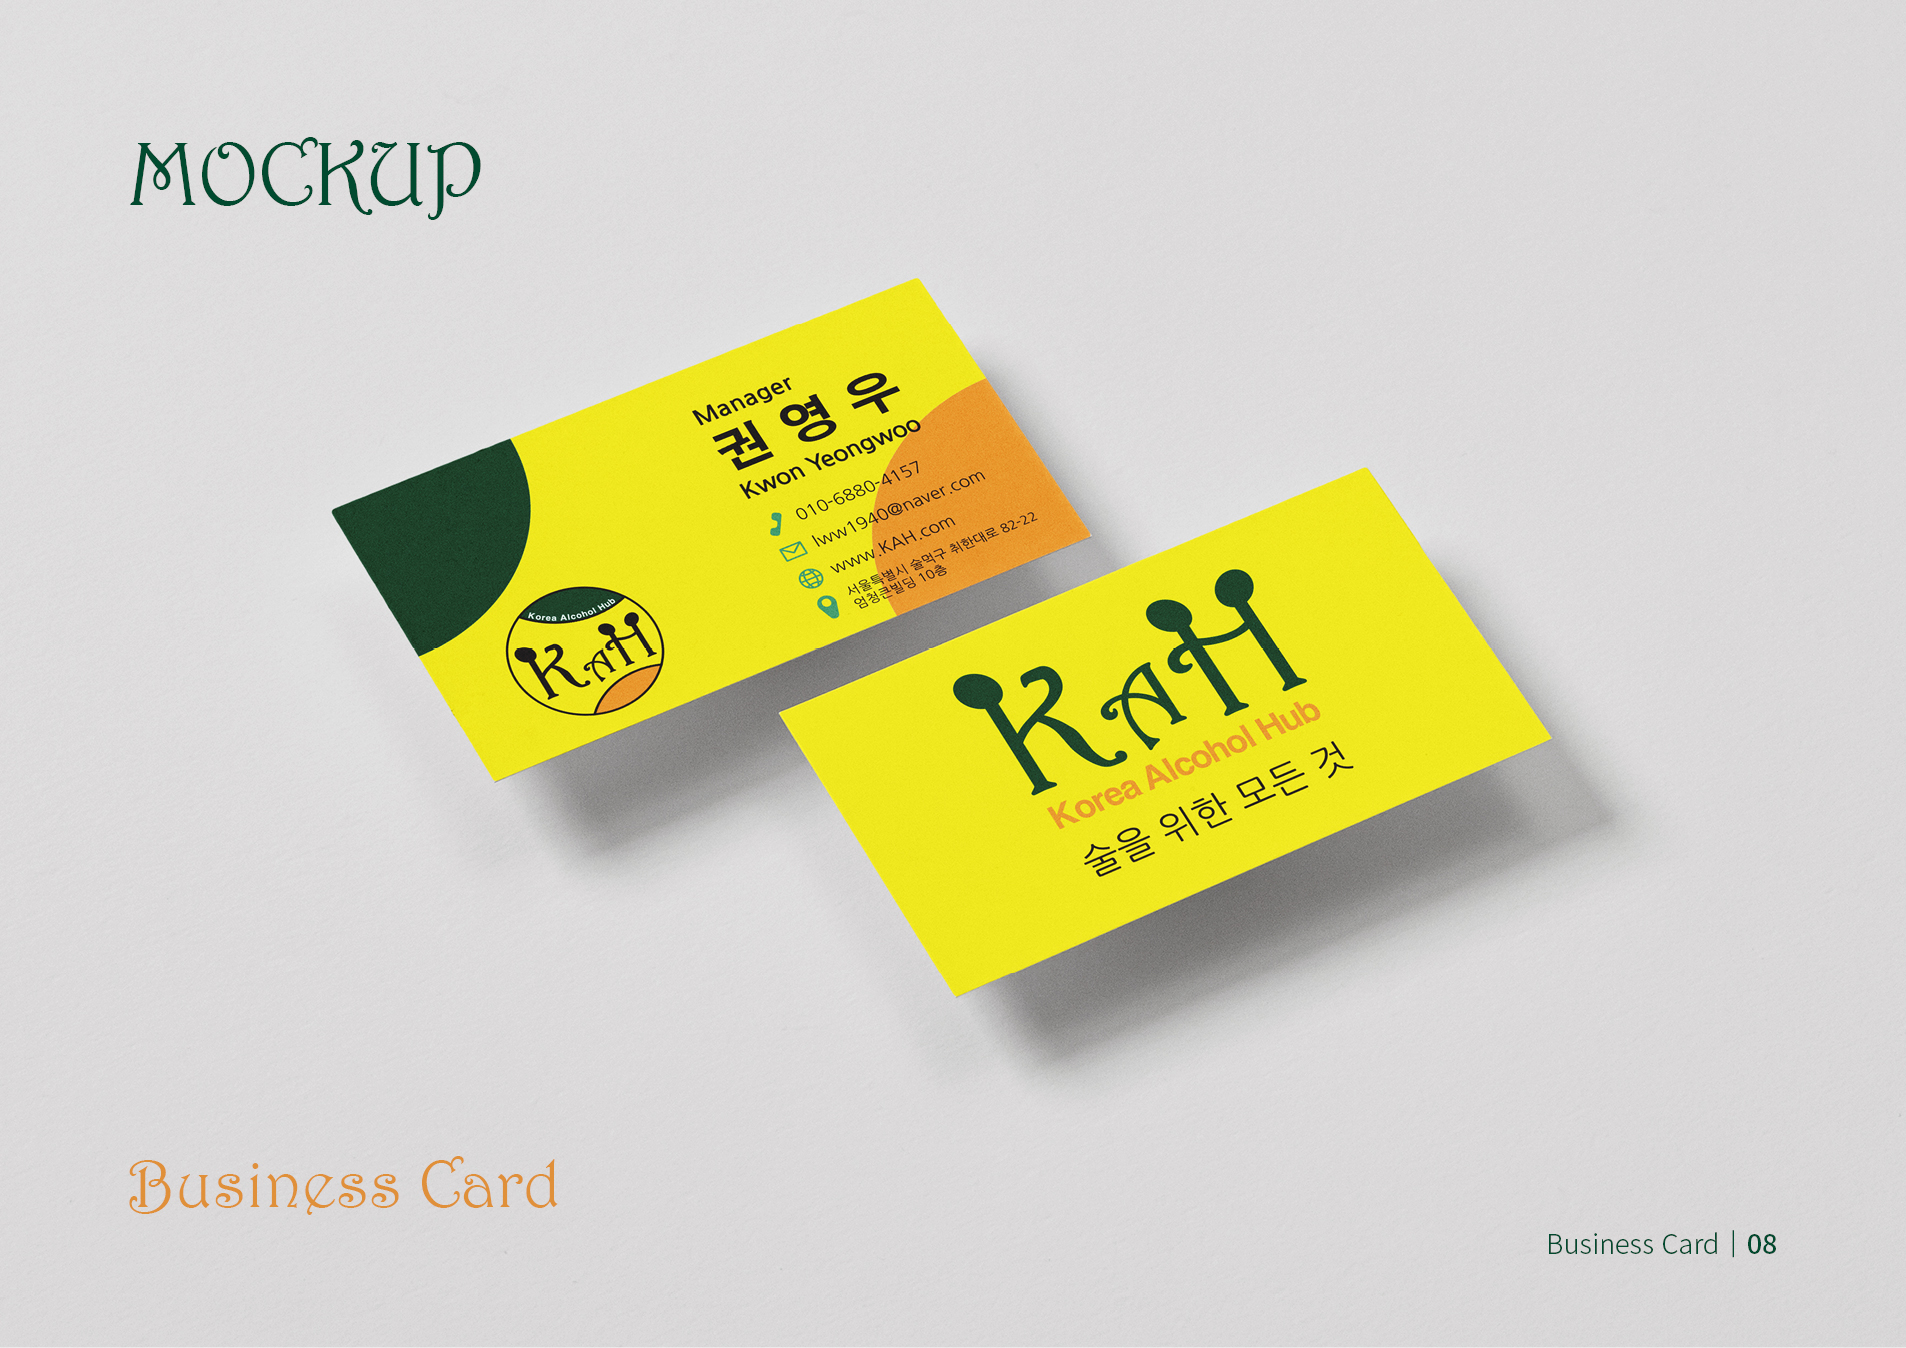 MOCKUP
Manager
권영우
Kwon Yeongwoo
010-6880-4157
lww1940@naver.com
www.KAH.com
서울특별시 술먹구 취한대로 82-22
엄청큰빌딩 10층
Korea Alcohol Hub
KAH
KAH
Korea Alcohol Hub
술을 위한 모든 것
Business Card
Business Card | 08